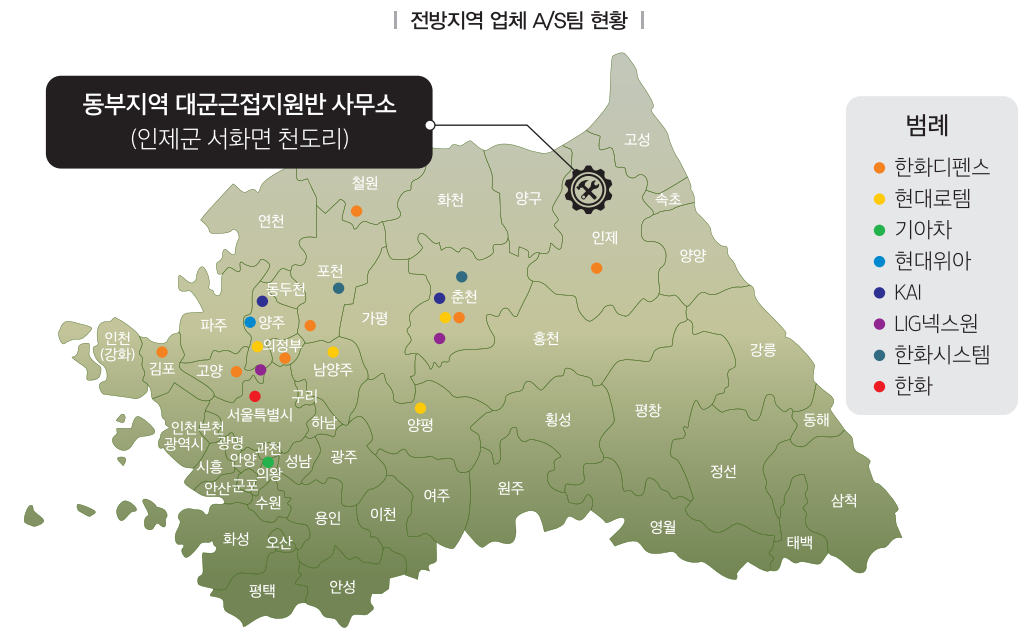 전방지역 업체 A/S팀 현황
동부지역 대군근접지원반 사무소
(인제군 서화면 천도리)
범례
한화디펜스
현대로템
기아차
현대위아
KAI
LIG넥스원
한화시스템
한화
고성
철원
화천
양구
속초
연천
인제
양양
포천
동두천
춘천
파주
양주
가평
인천
(강화)
의정부
홍천
강릉
김포
고양
남양주
구리
서울특별시
하남
양평
횡성
평창
동해
인천부천
광역시
광명
과천
시흥
안양
성남
광주
의왕
정선
안산
군포
여주
원주
삼척
수원
용인
이천
영월
화성
오산
태백
평택
안성